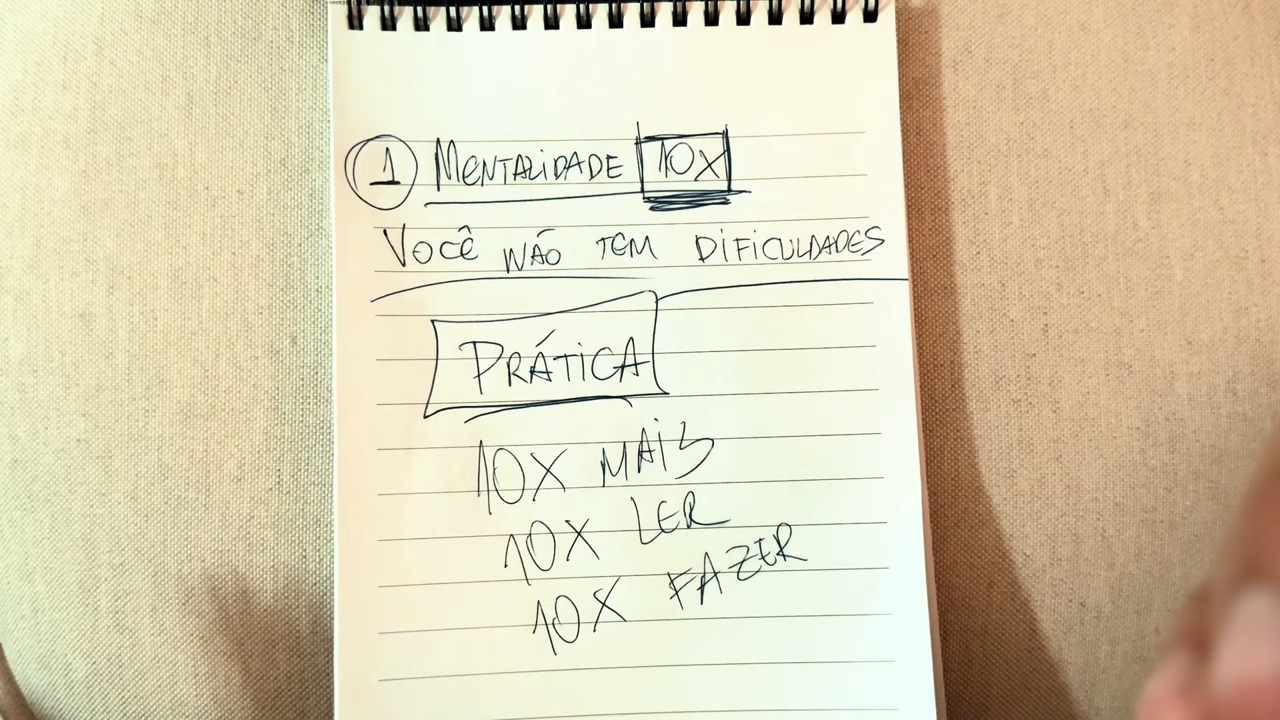 1 MENTALIDADE 10X
VOCÊ NÃO TEM DIFICULDADES
PRÁTICA
10X MAIS
10X LER
10X FAZER